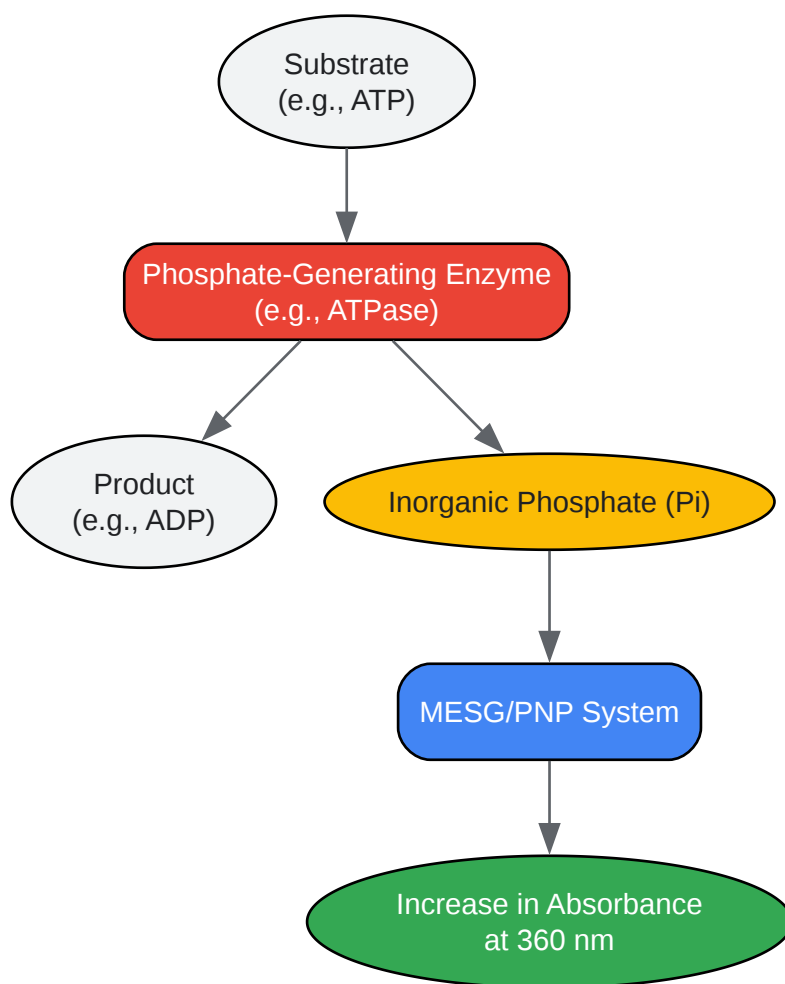 Substrate
(e.g., ATP)
Phosphate-Generating Enzyme
(e.g., ATPase)
Product
(e.g., ADP)
Inorganic Phosphate (Pi)
MESG/PNP System
Increase in Absorbance
at 360 nm